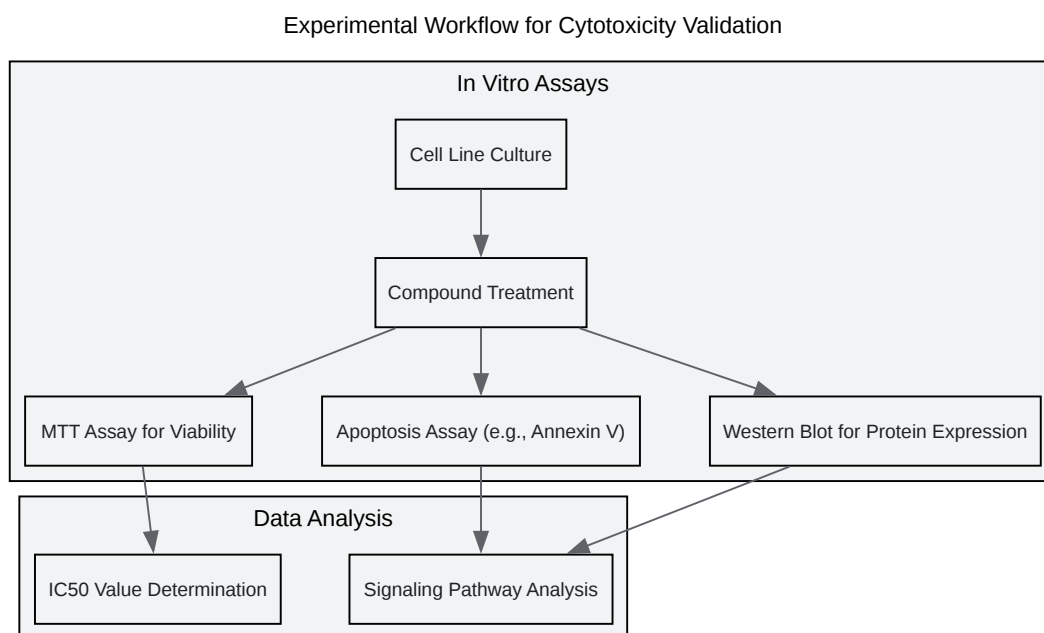 Experimental Workflow for Cytotoxicity Validation
In Vitro Assays
Cell Line Culture
Compound Treatment
MTT Assay for Viability
Apoptosis Assay (e.g., Annexin V)
Western Blot for Protein Expression
Data Analysis
IC50 Value Determination
Signaling Pathway Analysis